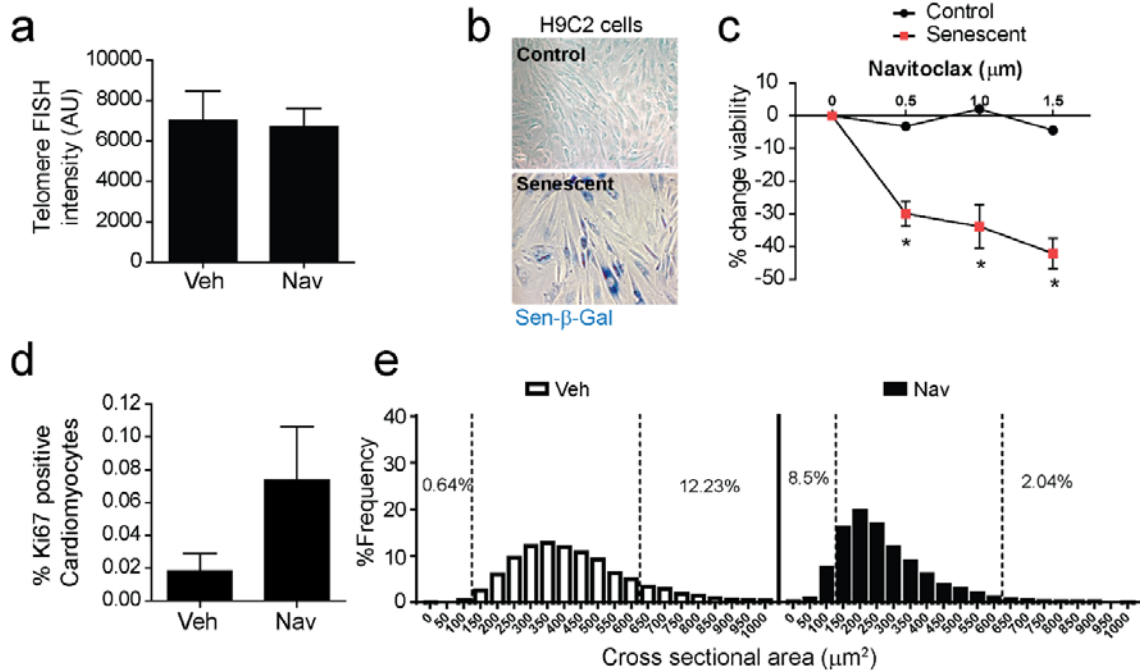 a
10000
8000
6000
4000
2000
0
Telomere FISH
intensity (AU)
Veh Nav
b
H9C2 cells
Control
Senescent
Sen-β-Gal
c
Control
Senescent
Navitoclax (μm)
0 0.5 1.0 1.5
10
0
-10
-20
-30
-40
-50
% change viability
* * *
d
0.12
0.10
0.08
0.06
0.04
0.02
0.00
% Ki67 positive
Cardiomyocytes
Veh Nav
e
Veh Nav
40
30
20
10
0
%Frequency
0.64% 12.23% 8.5% 2.04%
0 50 100 150 200 250 300 350 400 450 500 550 600 650 700 750 800 850 900 950 1000
0 50 100 150 200 250 300 350 400 450 500 550 600 650 700 750 800 850 900 950 1000
Cross sectional area (μm²)